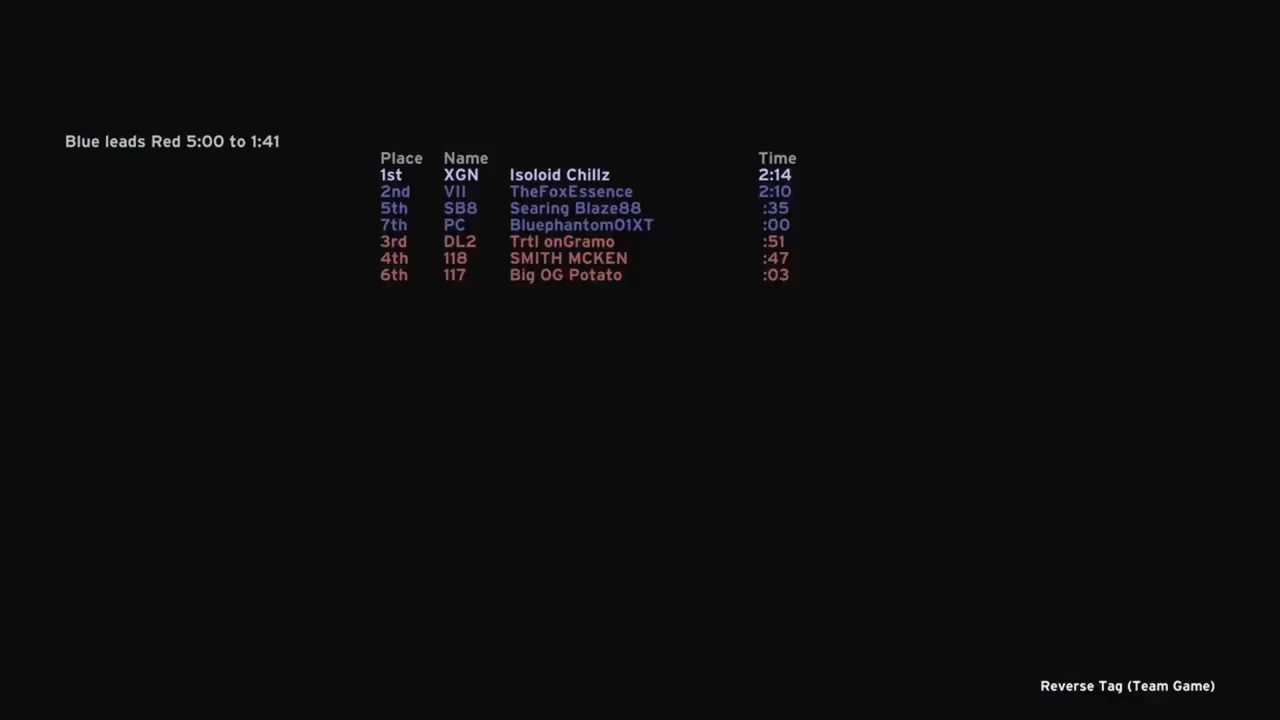 Blue leads Red 5:00 to 1:41
Place Name Time
1st XGN Isoloid Chillz 2:14
2nd VII TheFoxEssence 2:10
5th SB8 Searing Blaze88 :35
7th PC Bluephantom01XT :00
3rd DL2 Trtl onGramo :51
4th 118 SMITH MCKEN :47
6th 117 Big OG Potato :03
Reverse Tag (Team Game)